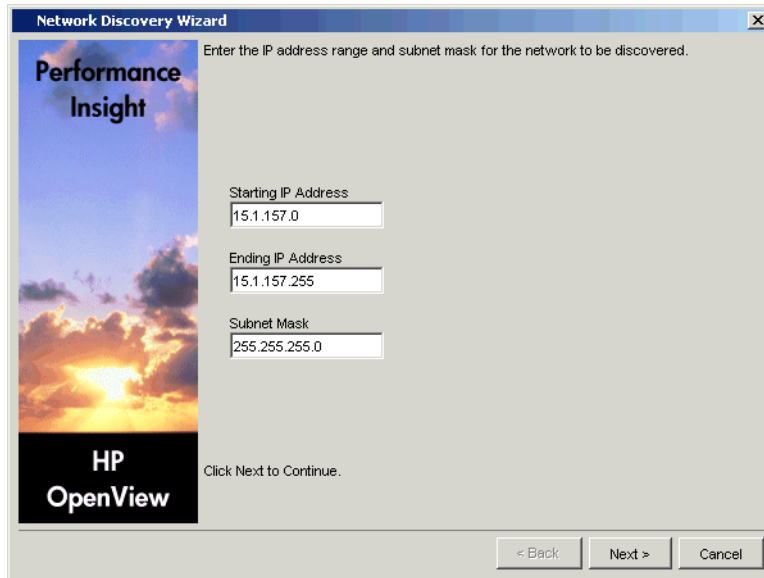 Network Discovery Wizard
Performance
Insight
Enter the IP address range and subnet mask for the network to be discovered.
Starting IP Address
15.1.157.0
Ending IP Address
15.1.157.255
Subnet Mask
255.255.255.0
HP
OpenView
Click Next to Continue.
< Back
Next >
Cancel